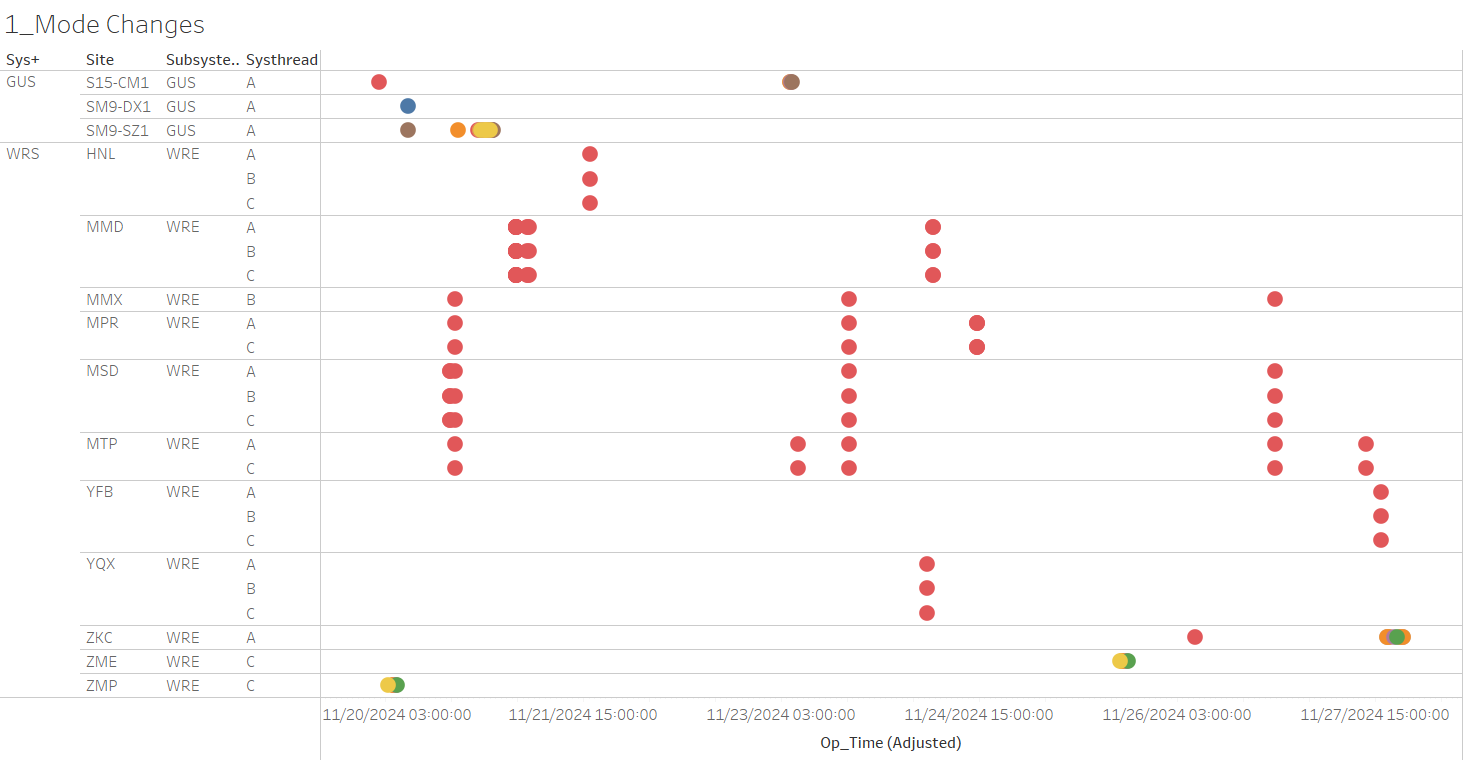 1_Mode Changes
Sys+ Site Subsyste.. Systhread
GUS S15-CM1 GUS A
SM9-DX1 GUS A
SM9-SZ1 GUS A
WRS HNL WRE A
B
C
MMD WRE A
B
C
MMX WRE B
MPR WRE A
C
MSD WRE A
B
C
MTP WRE A
C
YFB WRE A
B
C
YQX WRE A
B
C
ZKC WRE A
ZME WRE C
ZMP WRE C
11/20/2024 03:00:00 11/21/2024 15:00:00 11/23/2024 03:00:00 11/24/2024 15:00:00 11/26/2024 03:00:00 11/27/2024 15:00:00
Op_Time (Adjusted)